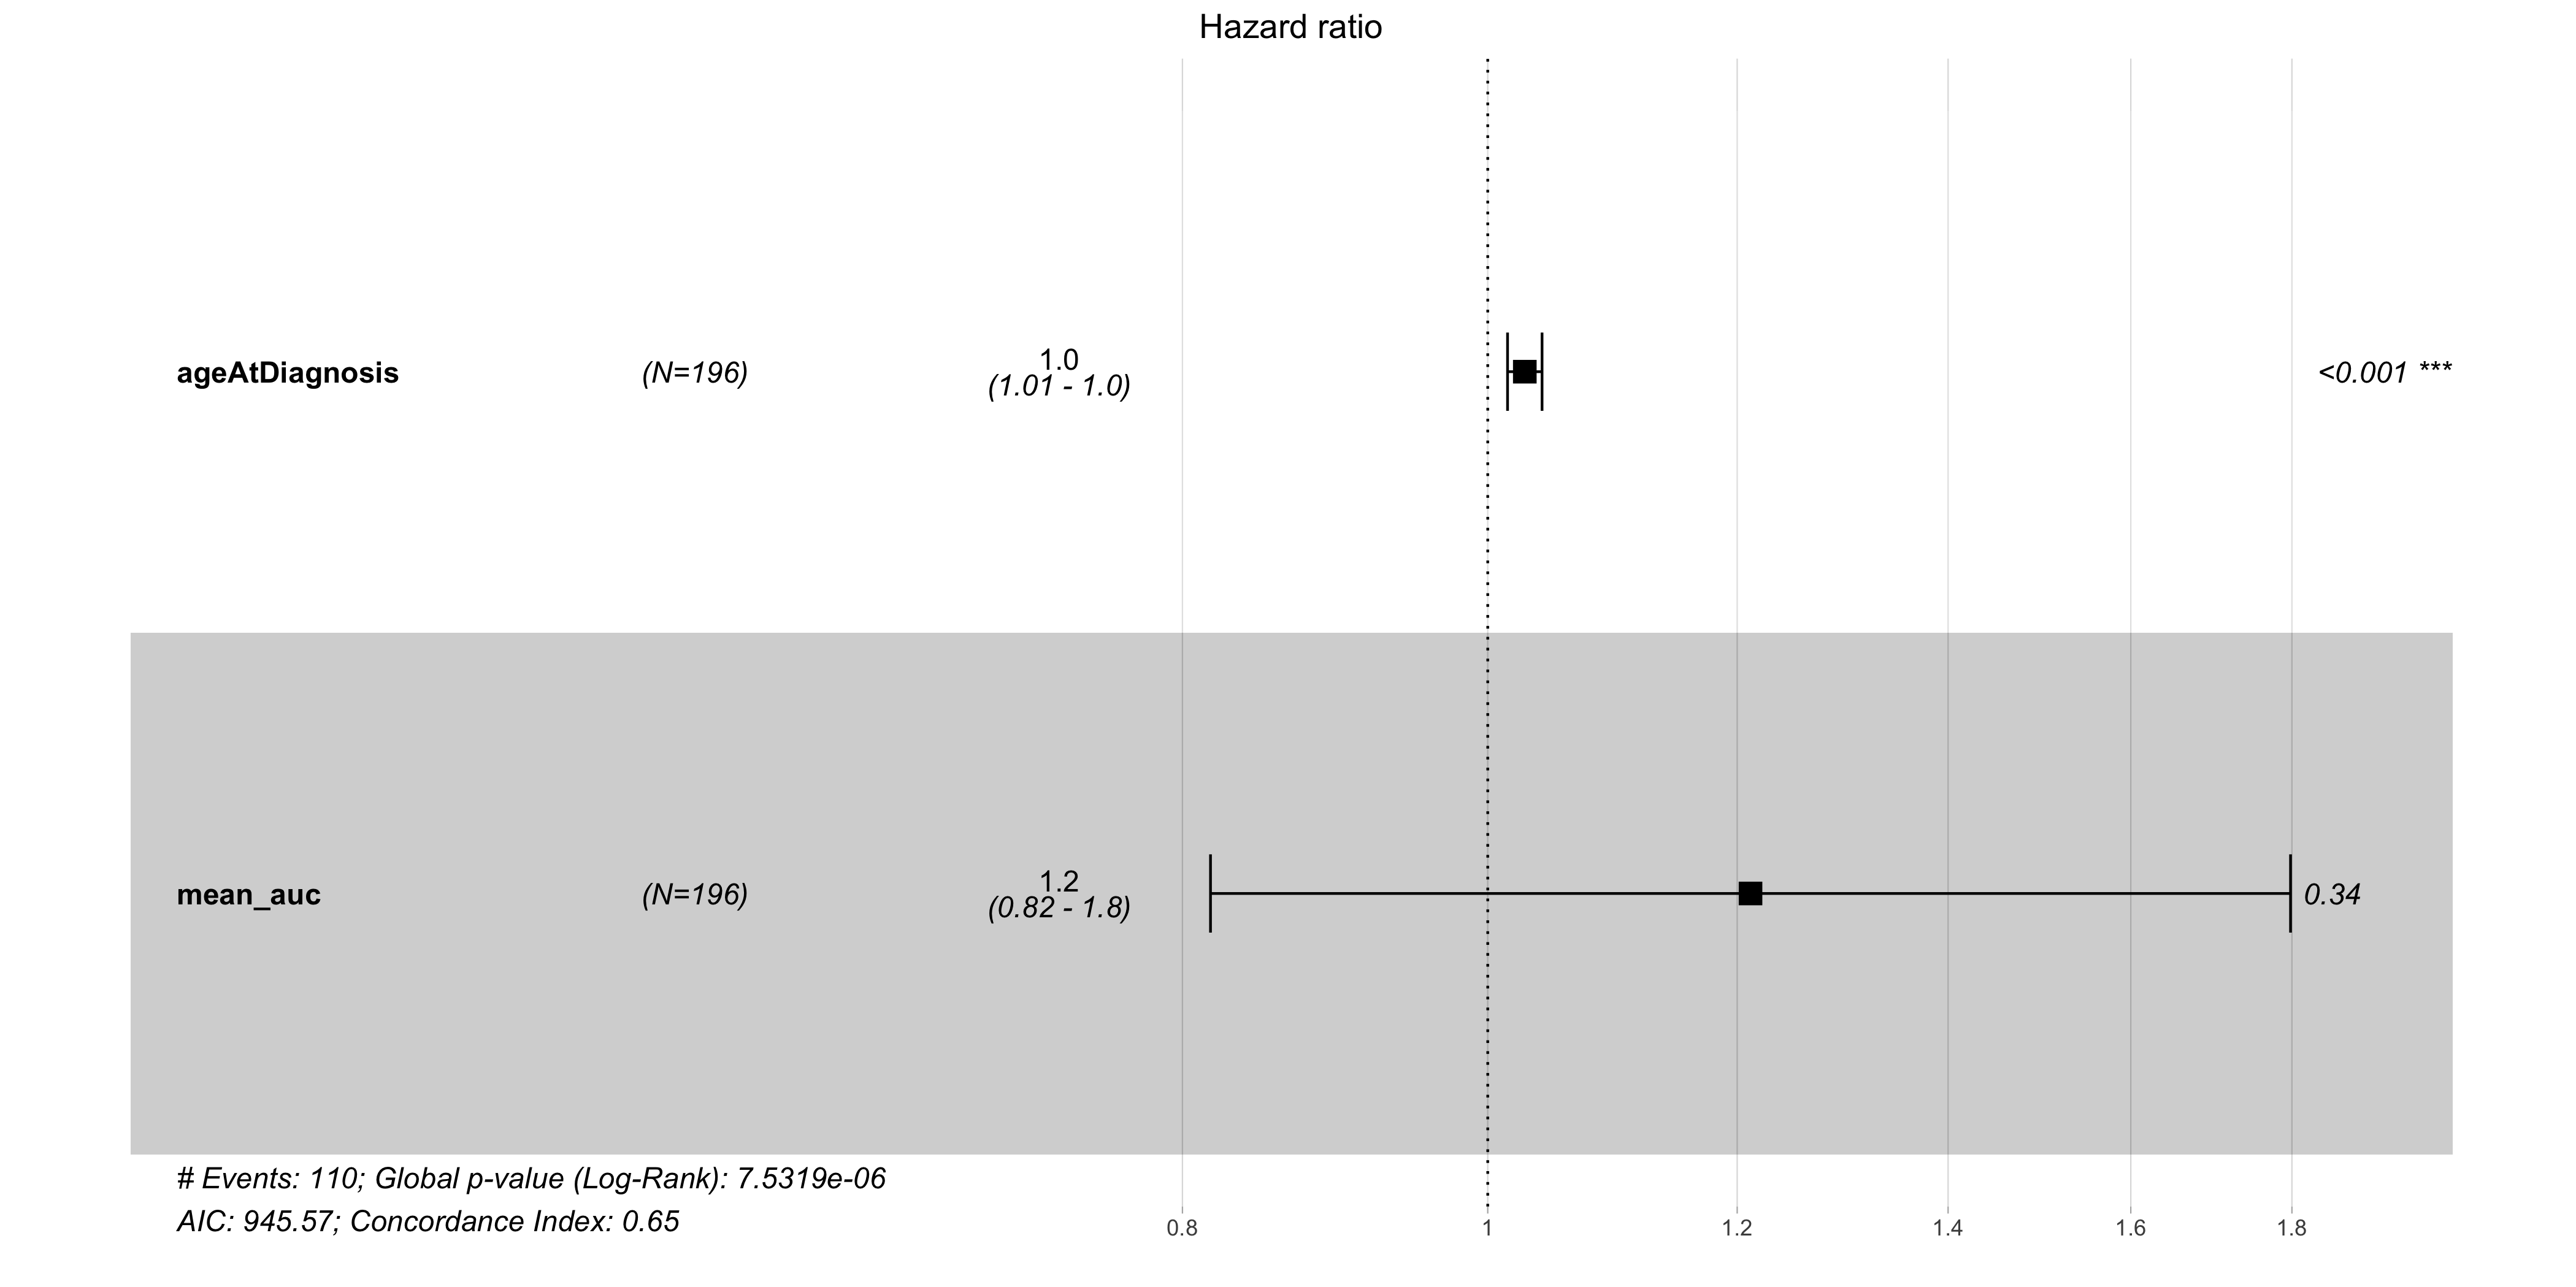 Hazard ratio
ageAtDiagnosis (N=196) 1.0 <0.001 ***
(1.01 - 1.0)
mean_auc (N=196) 1.2 0.34
(0.82 - 1.8)
# Events: 110; Global p-value (Log-Rank): 7.5319e-06
AIC: 945.57; Concordance Index: 0.65
0.8 1 1.2 1.4 1.6 1.8